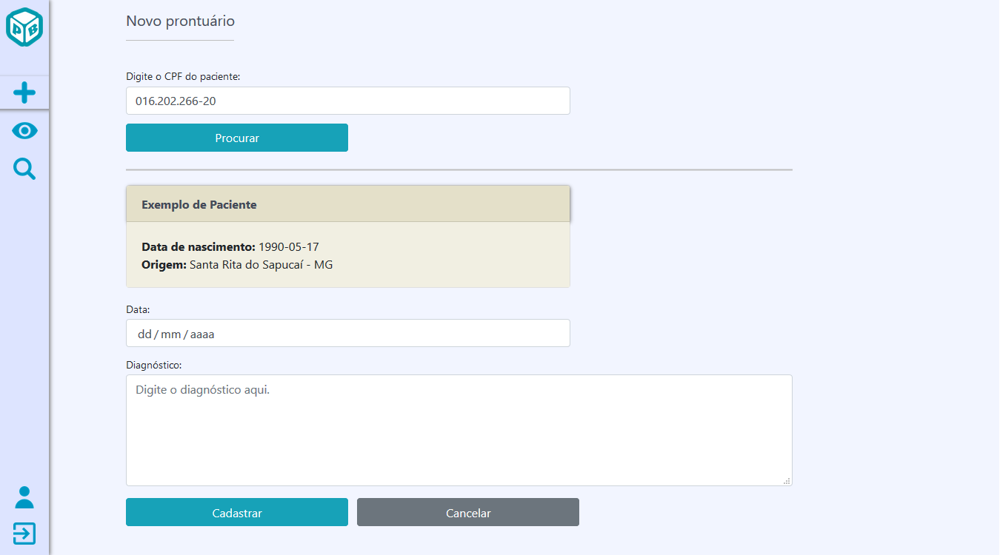 PB
Novo prontuário
Digite o CPF do paciente:
016.202.266-20
Procurar
Exemplo de Paciente
Data de nascimento: 1990-05-17
Origem: Santa Rita do Sapucaí - MG
Data:
dd/mm/aaaa
Diagnóstico:
Digite o diagnóstico aqui.
Cadastrar
Cancelar